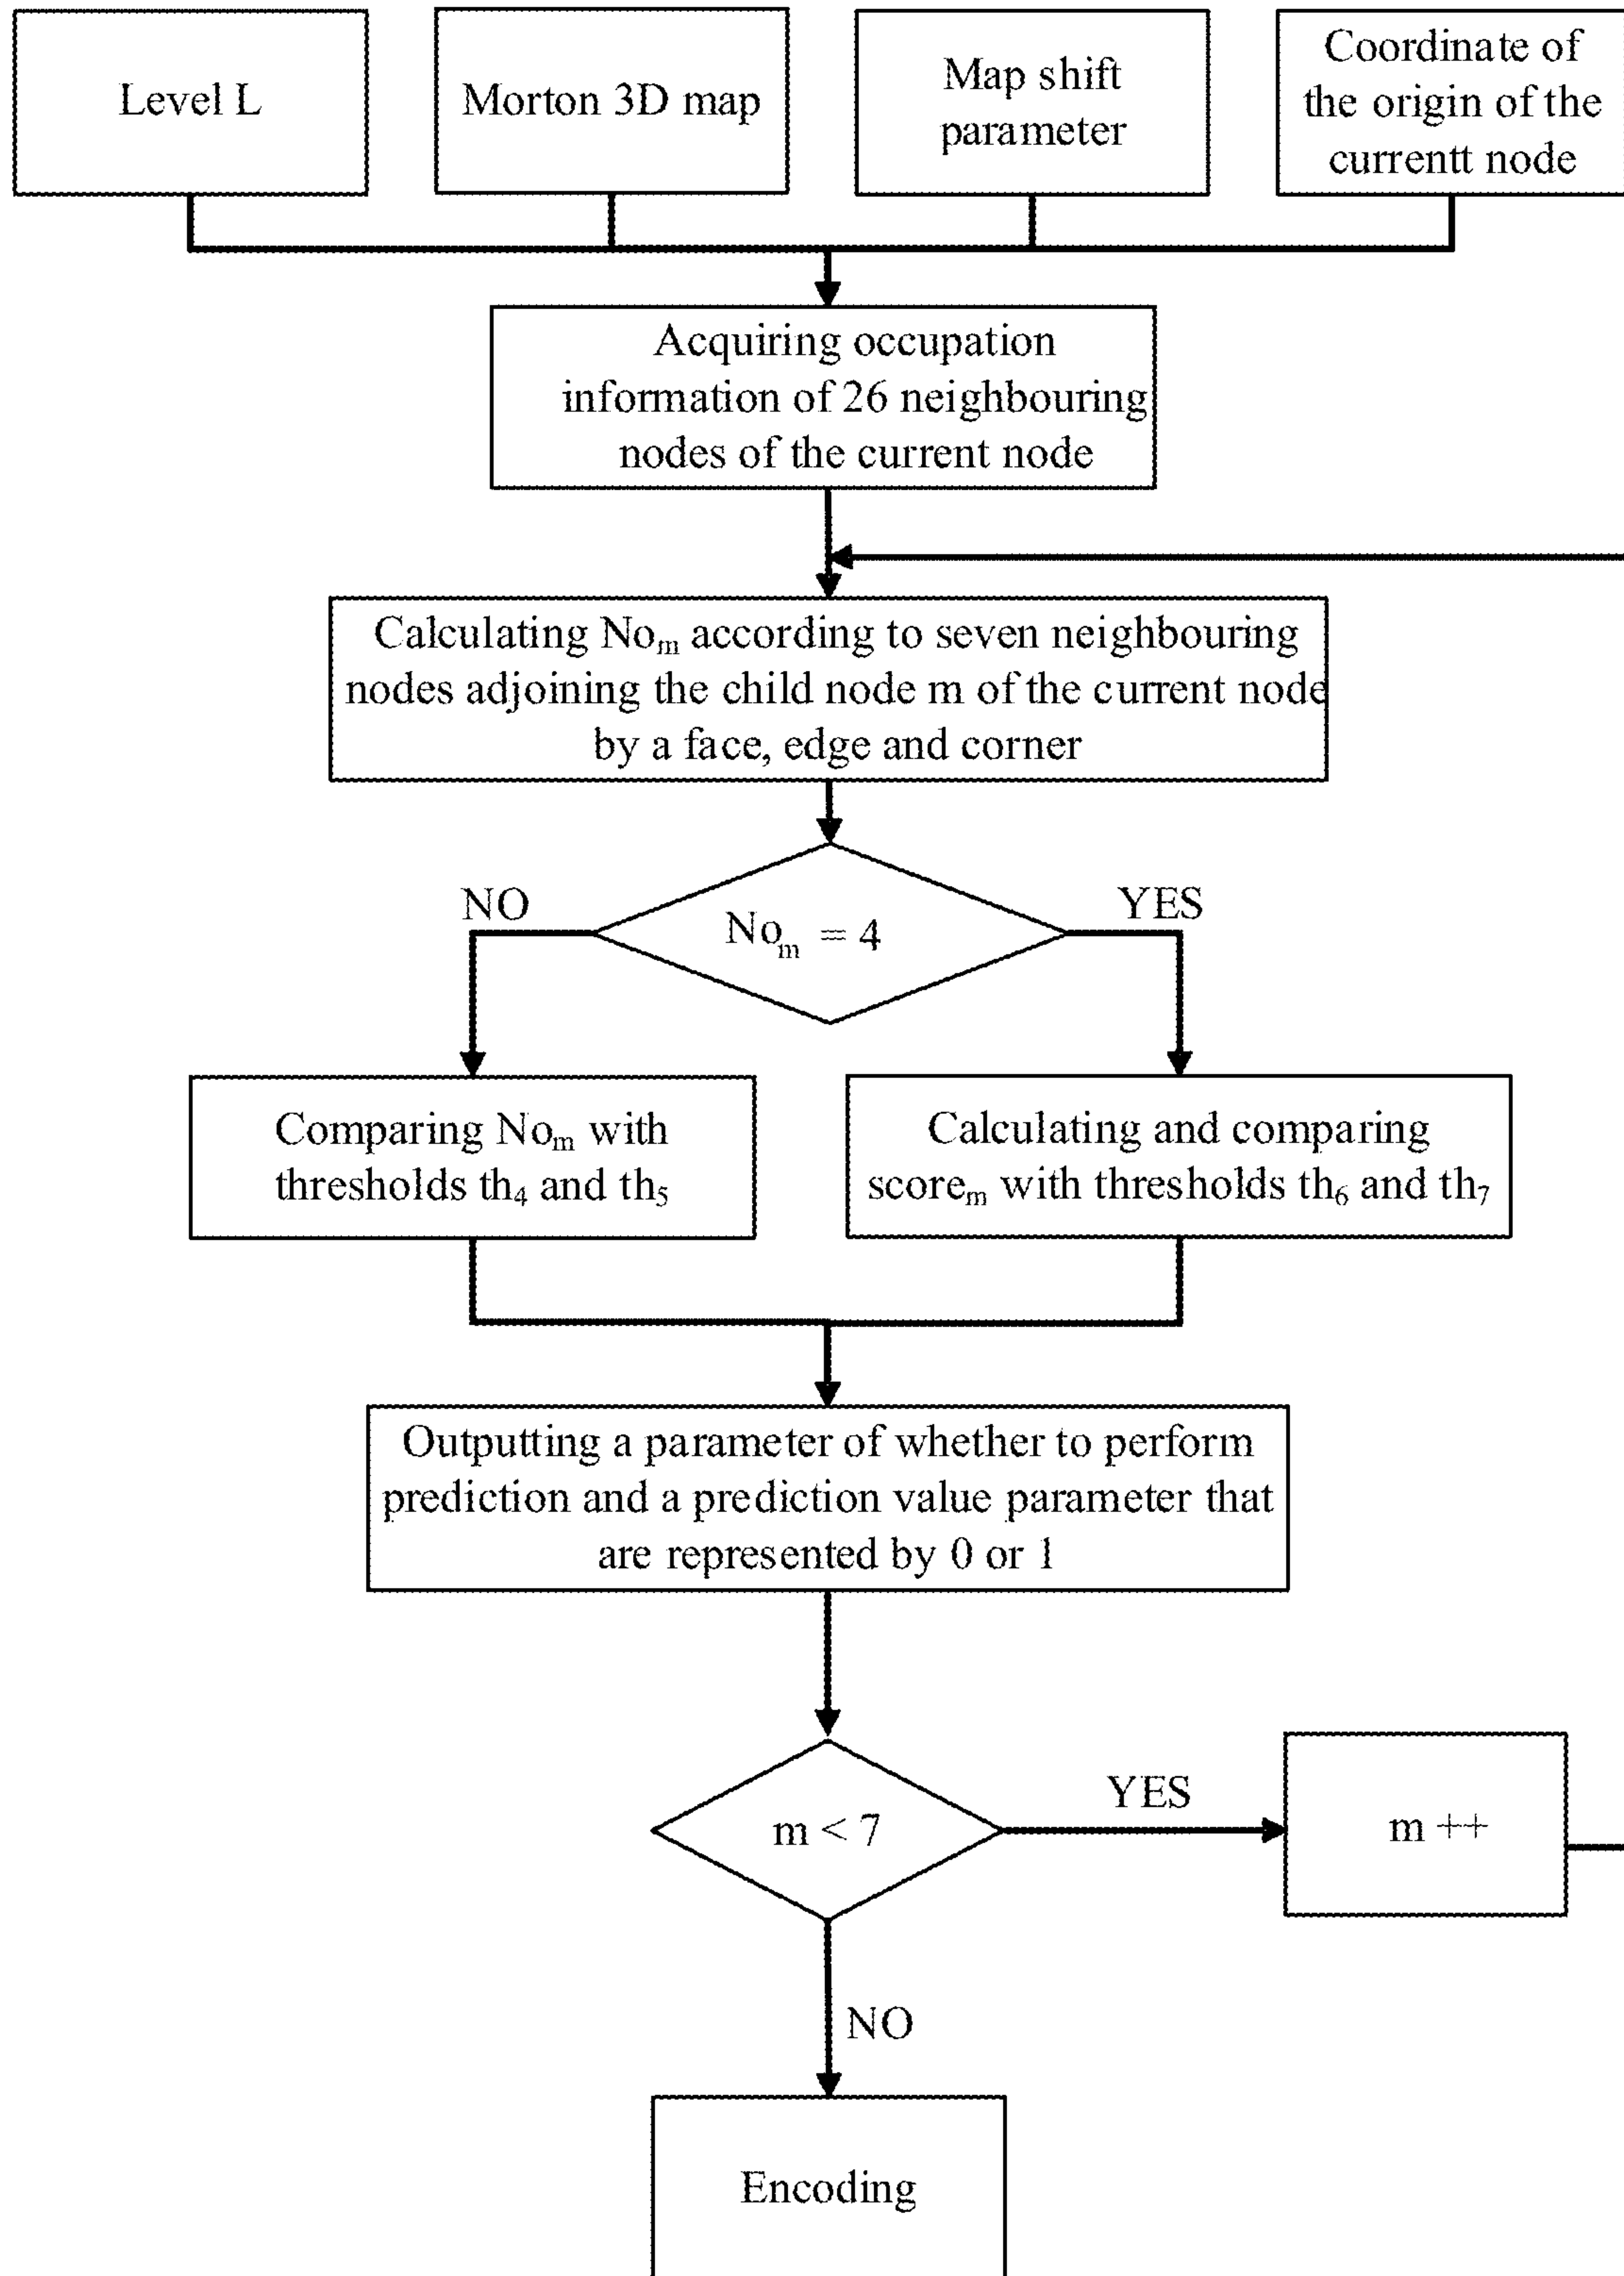 Level L
Morton 3D map
Map shift
parameter
Coordinate of
the origin of the
currentt node
Acquiring occupation
information of 26 neighbouring
nodes of the current node
Calculating Noₘ according to seven neighbouring
nodes adjoining the child node m of the current node
by a face, edge and corner
NO
Noₘ = 4
YES
Comparing Noₘ with
thresholds th₄ and th₅
Calculating and comparing
scoreₘ with thresholds th₆ and th₇
Outputting a parameter of whether to perform
prediction and a prediction value parameter that
are represented by 0 or 1
m < 7
YES
m ++
NO
Encoding